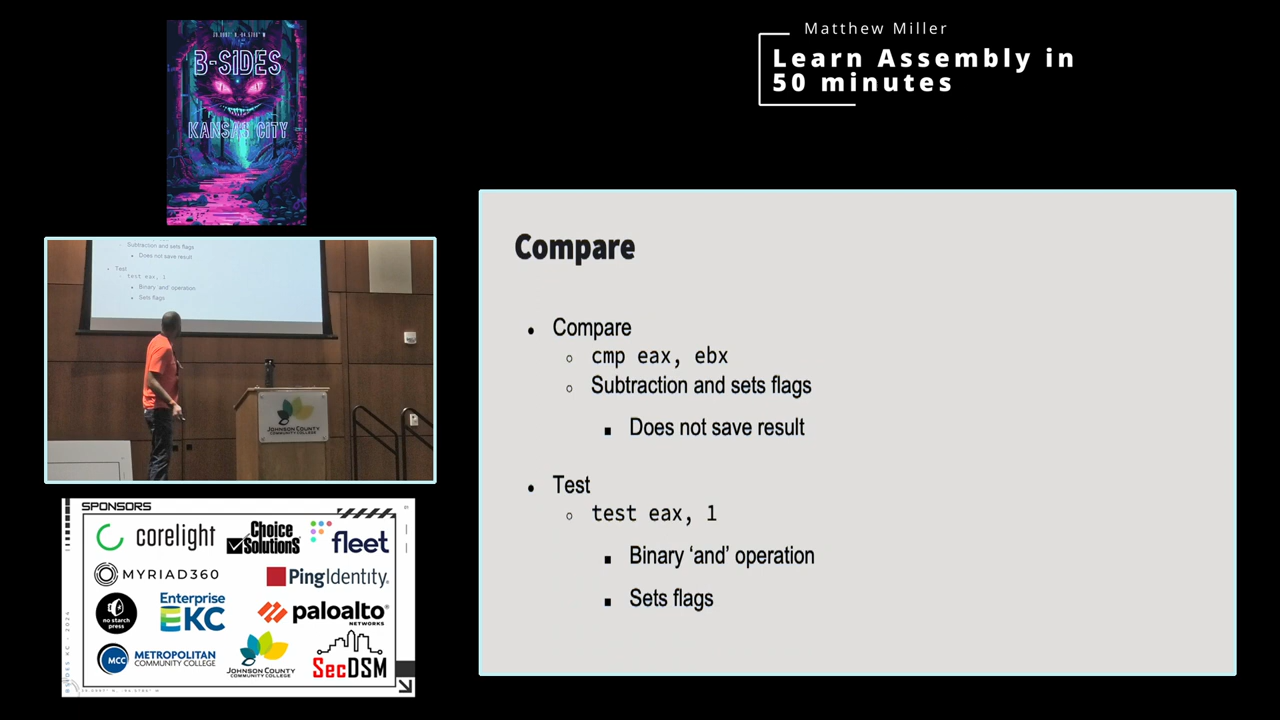 Matthew Miller
Learn Assembly in
50 minutes
B-SIDES
KANSAS CITY
Subtraction and sets flags
Does not save result
Test
test eax, 1
Binary 'and' operation
Sets flags
JOHNSON COUNTY
COMMUNITY COLLEGE
Compare
• Compare
○ cmp eax, ebx
○ Subtraction and sets flags
■ Does not save result
• Test
○ test eax, 1
■ Binary ‘and’ operation
■ Sets flags
SPONSORS
corelight
Choice
Solutions
fleet
MYRIAD360
PingIdentity.
no starch
press
Enterprise
EKC
paloalto
NETWORKS
MCC
METROPOLITAN
COMMUNITY COLLEGE
JOHNSON COUNTY
COMMUNITY COLLEGE
SecDSM